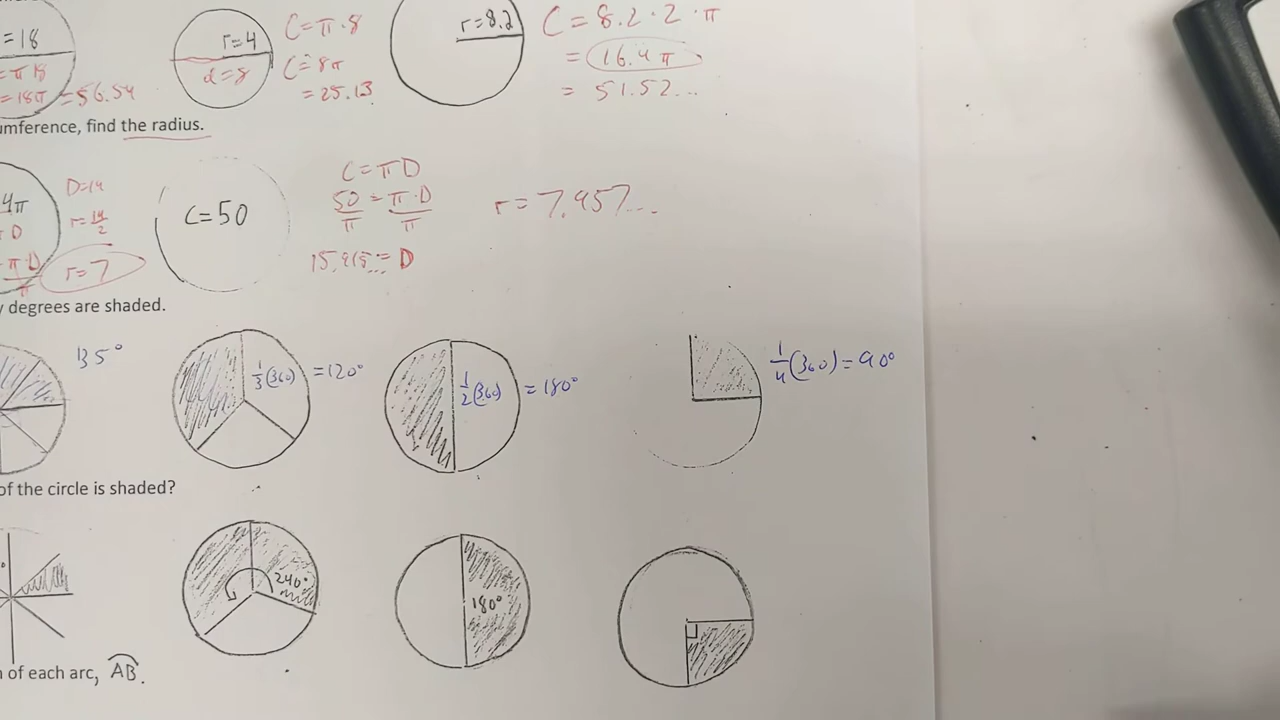 = 18
= π 18
= 18π = 56.54
r=4
d=8
C = π · 8
C = 8π
= 25.13
r=8.2
C = 8.2 · 2 · π
= 16.4 π
= 51.52...
umference, find the radius.
4π
D
π·D
π
D=14
r=14/2
r=7
C=50
C = π D
50/π = π·D/π
15.915... = D
r = 7.957...
y degrees are shaded.
135°
1/3(360) = 120°
1/2(360) = 180°
1/4(360) = 90°
of the circle is shaded?
240°
180°
n of each arc, A͡B.